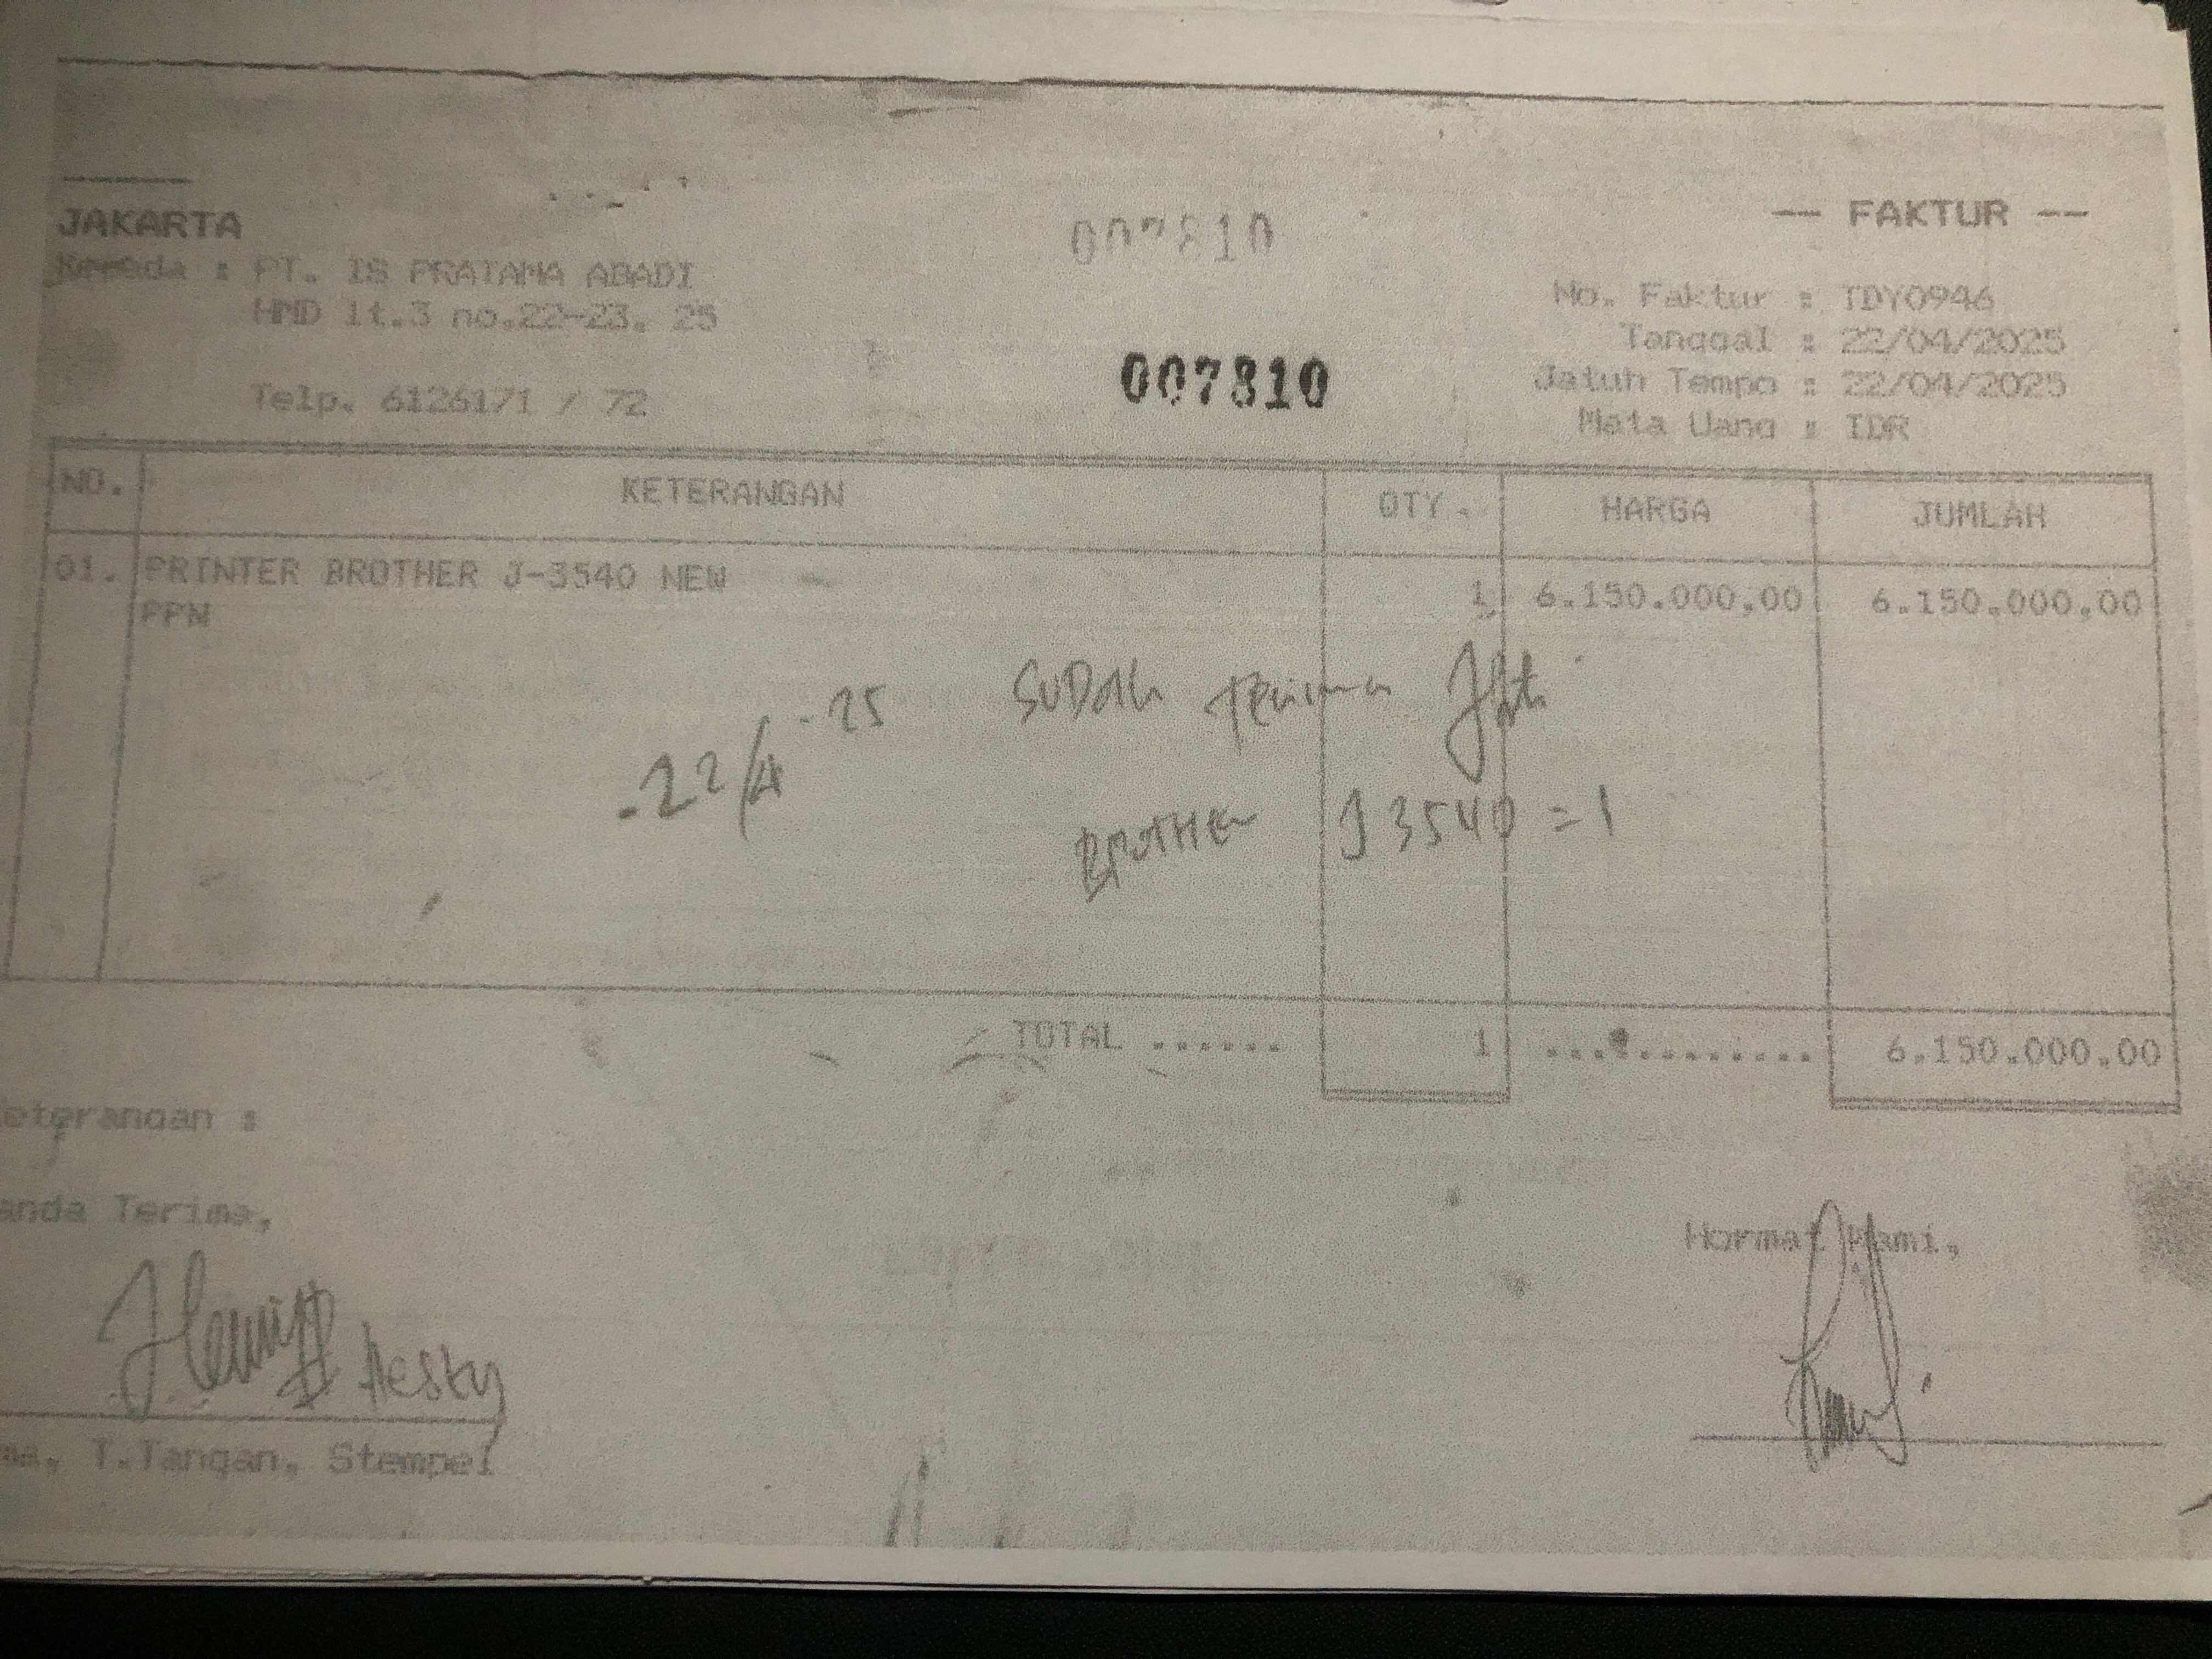 JAKARTA
007810
-- FAKTUR --
Kepada : PT. IS PRATAMA ABADI
HMD lt.3 no.22-23, 25
No. Faktur : TDY0946
Tanggal : 22/04/2025
007810
Jatuh Tempo : 22/04/2025
Telp. 6126171 / 72
Mata Uang : IDR
NO. KETERANGAN QTY. HARGA JUMLAH
01. PRINTER BROTHER J-3540 NEW 1 6.150.000,00 6.150.000,00
PPN
-22/4-25 SUDAH Terima
BROTHER J 3540 = 1
TOTAL ...... 1 ............. 6.150.000,00
eterangan :
anda Terima,
Hormat Kami,
Hesky
ma, T.Tangan, Stempel